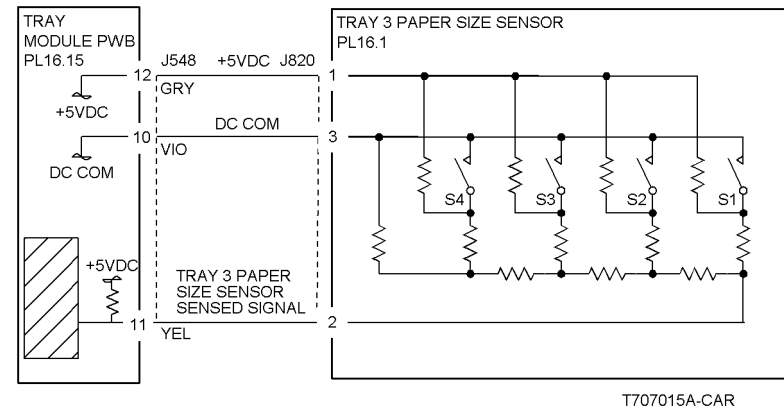 TRAY
MODULE PWB
PL16.15
TRAY 3 PAPER SIZE SENSOR
PL16.1
J548 +5VDC J820
12
1
GRY
+5VDC
DC COM
10
3
VIO
DC COM
S4
S3
S2
S1
+5VDC
TRAY 3 PAPER
SIZE SENSOR
SENSED SIGNAL
11
2
YEL
T707015A-CAR